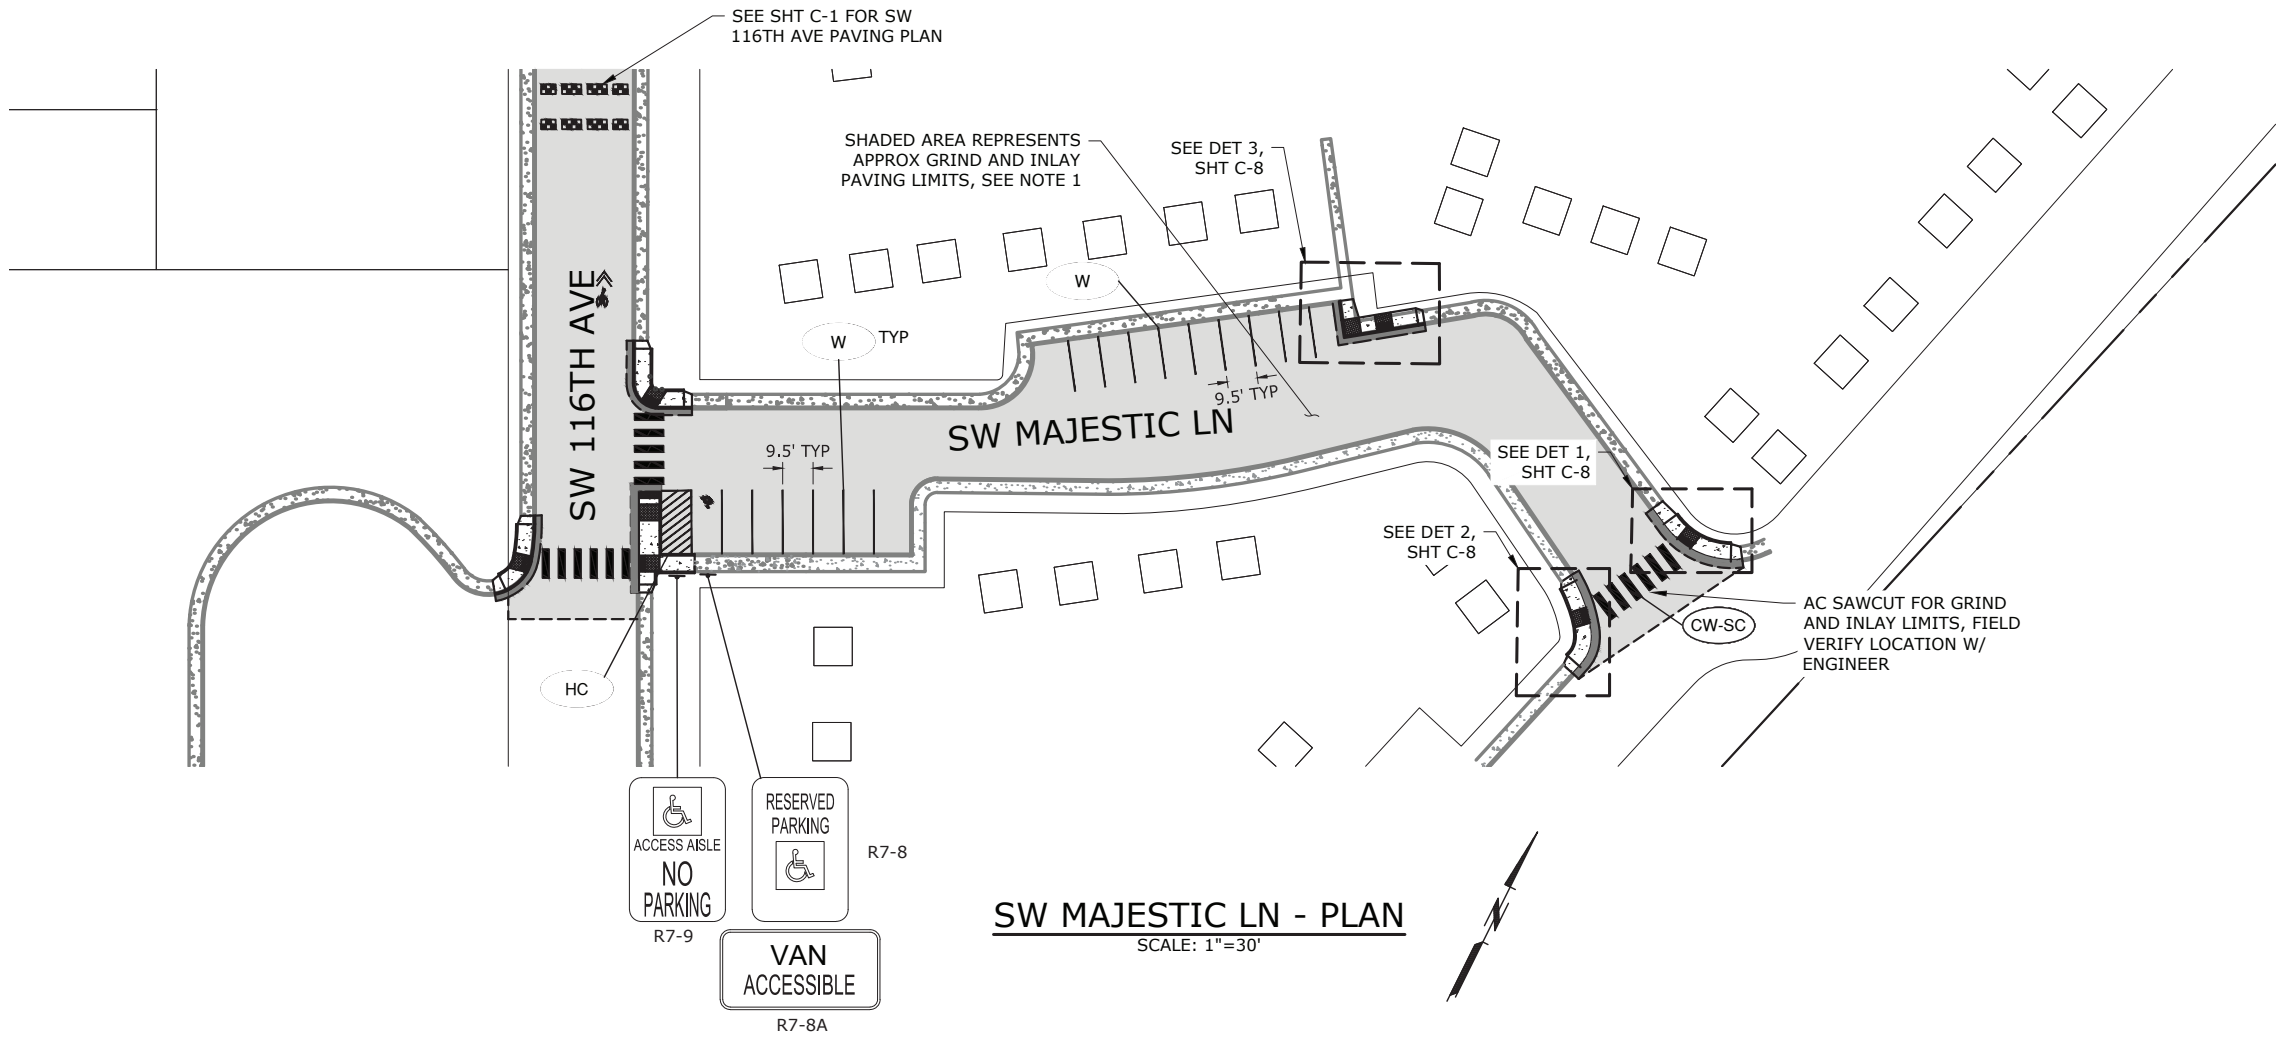 SEE SHT C-1 FOR SW
116TH AVE PAVING PLAN
SHADED AREA REPRESENTS
APPROX GRIND AND INLAY
PAVING LIMITS, SEE NOTE 1
SEE DET 3,
SHT C-8
W
W
TYP
SW 116TH AVE
9.5' TYP
SW MAJESTIC LN
9.5' TYP
SEE DET 1,
SHT C-8
SEE DET 2,
SHT C-8
CW-SC
AC SAWCUT FOR GRIND
AND INLAY LIMITS, FIELD
VERIFY LOCATION W/
ENGINEER
HC
ACCESS AISLE
NO
PARKING
R7-9
RESERVED
PARKING
R7-8
VAN
ACCESSIBLE
R7-8A
SW MAJESTIC LN - PLAN
SCALE: 1"=30'
N